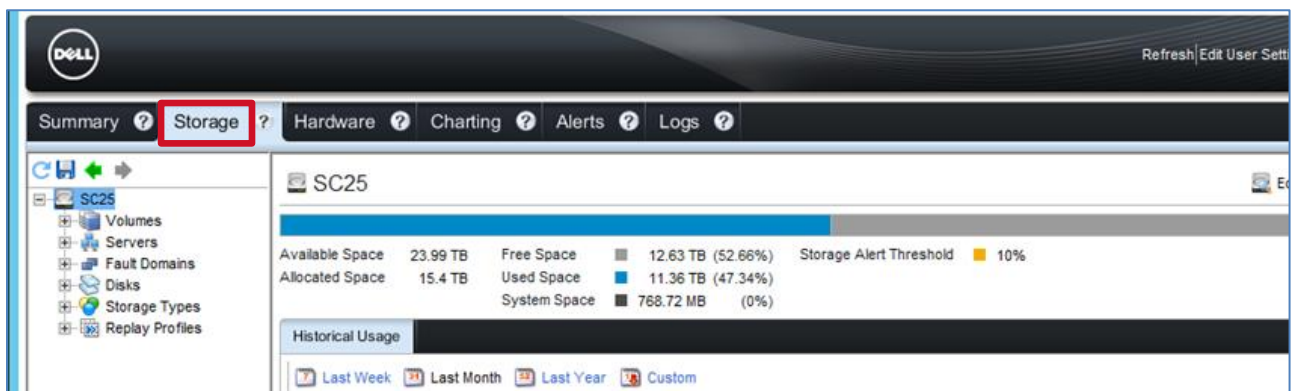 DELL
Refresh|Edit User Setti
Summary ? Storage ? Hardware ? Charting ? Alerts ? Logs ?
SC25
SC25
Volumes
Servers
Fault Domains
Disks
Storage Types
Replay Profiles
Ed
Available Space 23.99 TB Free Space 12.63 TB (52.66%) Storage Alert Threshold 10%
Allocated Space 15.4 TB Used Space 11.36 TB (47.34%)
System Space 768.72 MB (0%)
Historical Usage
Last Week Last Month Last Year Custom